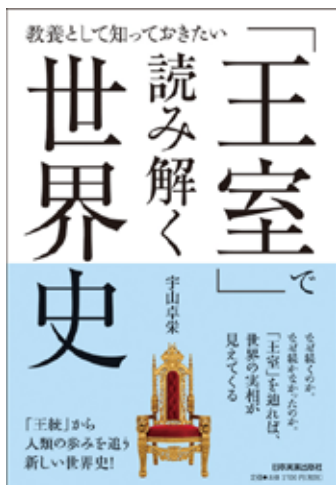 教養として知っておきたい
「王室」で
読み解く
世界史
宇山卓栄
なぜ続くのか、
なぜ続かなかったのか。
「王室」を辿れば、
世界の実相が
見えてくる
「王統」から
人類の歩みを追う
新しい世界史!
日本実業出版社